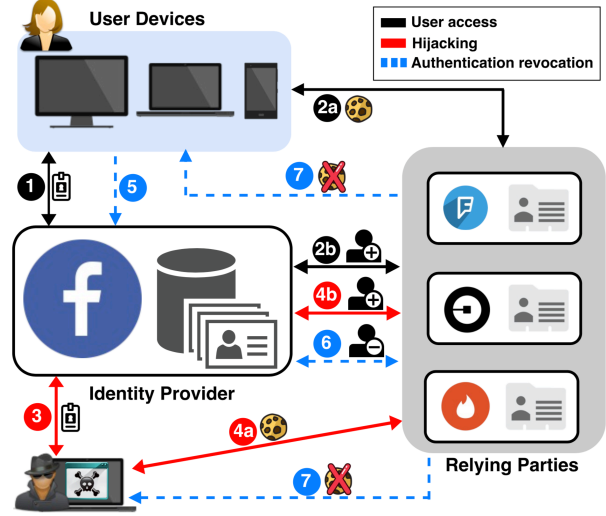 User Devices
User access
Hijacking
Authentication revocation
2a
1
5
7
2b
4b
6
f
Identity Provider
3
4a
7
Relying Parties